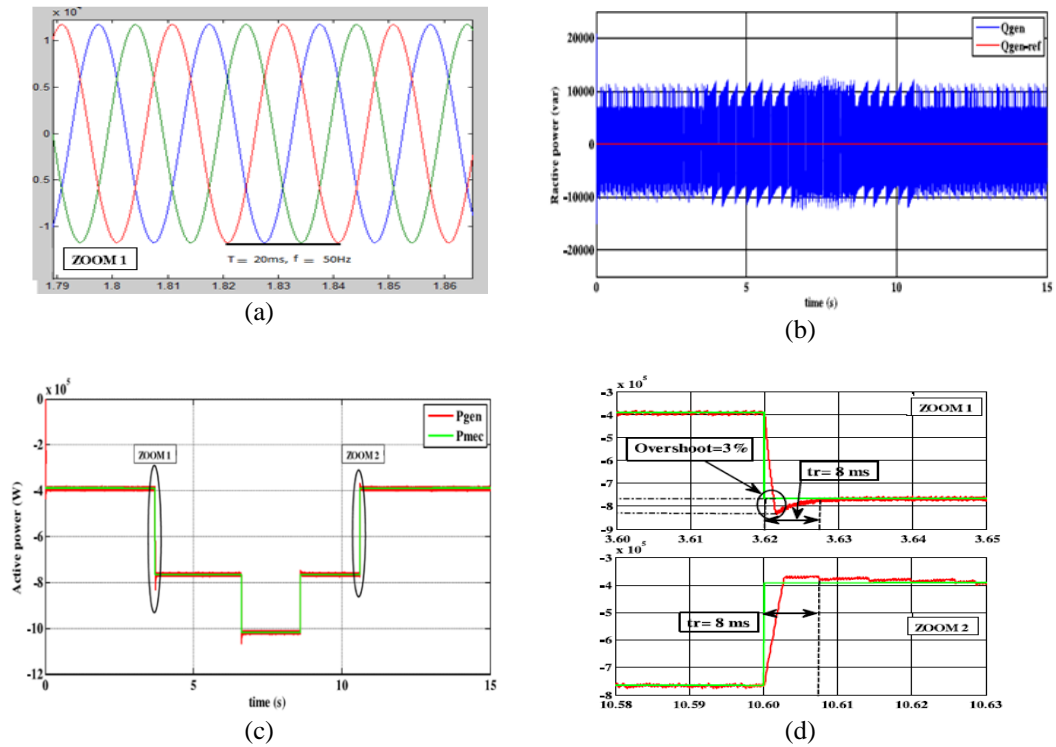 x 10
1
0.5
0
0.5
-1
ZOOM 1
T = 20ms, f = 50Hz
1.79 1.8 1.81 1.82 1.83 1.84 1.85 1.86
(a)
Qgen
Qgen-ref
20000
10000
0
-10000
-20000
Ractive power (var)
0 5 10 15
time (s)
(b)
x 10^5
Pgen
Pmec
ZOOM 1
ZOOM 2
0
-2
-4
-6
-8
-10
-12
Active power (W)
0 5 10 15
time (s)
(c)
x 10^5
-3
-4
-5
-6
-7
-8
-9
ZOOM 1
Overshoot=3%
tr= 8 ms
3.60 3.61 3.62 3.63 3.64 3.65
x 10^5
-3
-4
-5
-6
-7
-8
tr= 8 ms
ZOOM 2
10.58 10.59 10.60 10.61 10.62 10.63
(d)